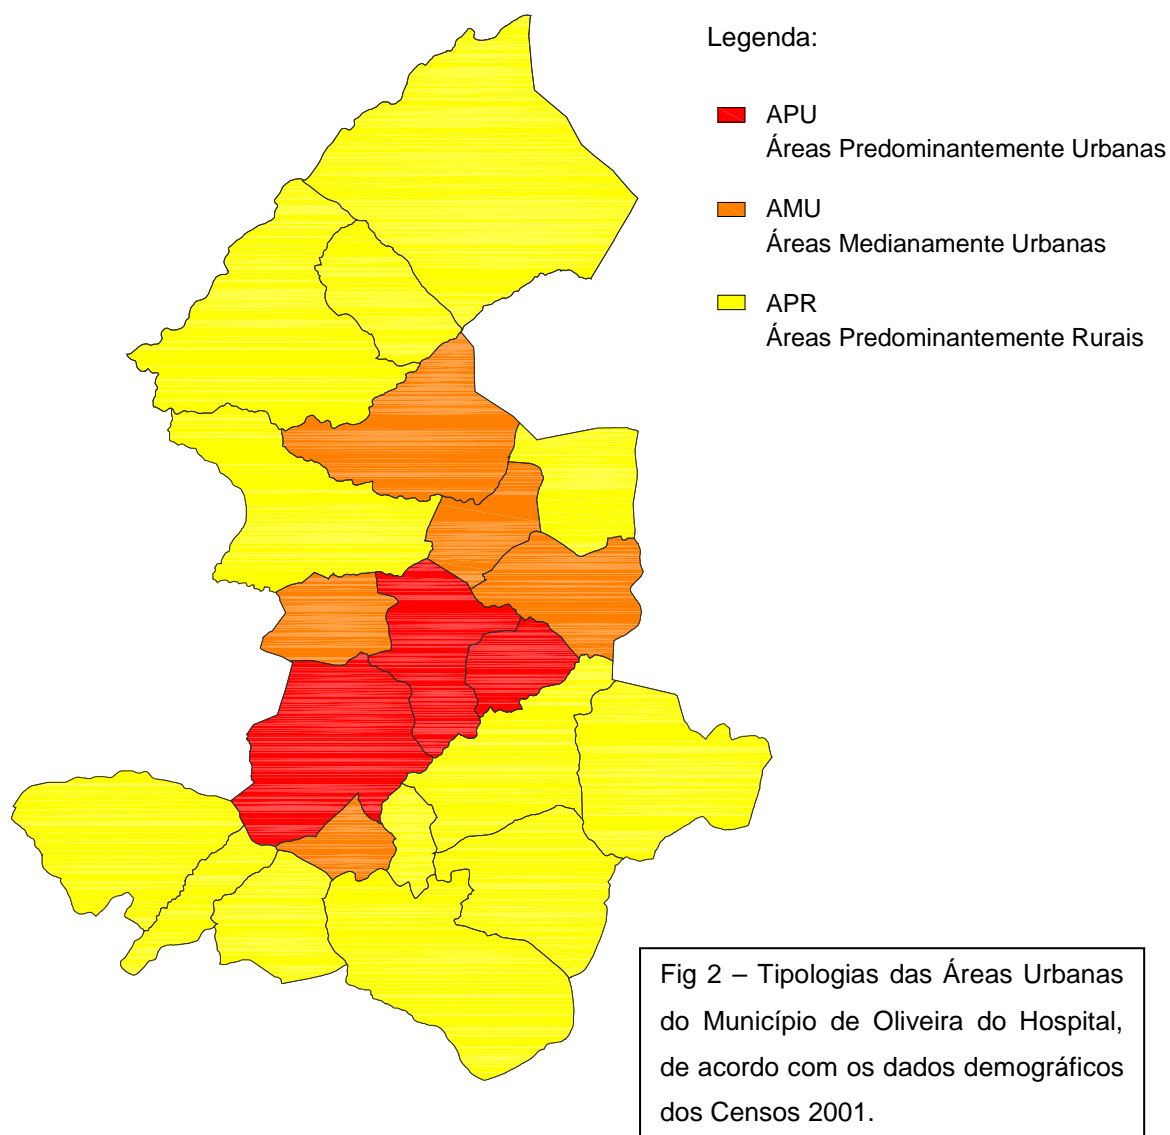 Legenda:
APU
Áreas Predominantemente Urbanas
AMU
Áreas Medianamente Urbanas
APR
Áreas Predominantemente Rurais
Fig 2 – Tipologias das Áreas Urbanas
do Município de Oliveira do Hospital,
de acordo com os dados demográficos
dos Censos 2001.